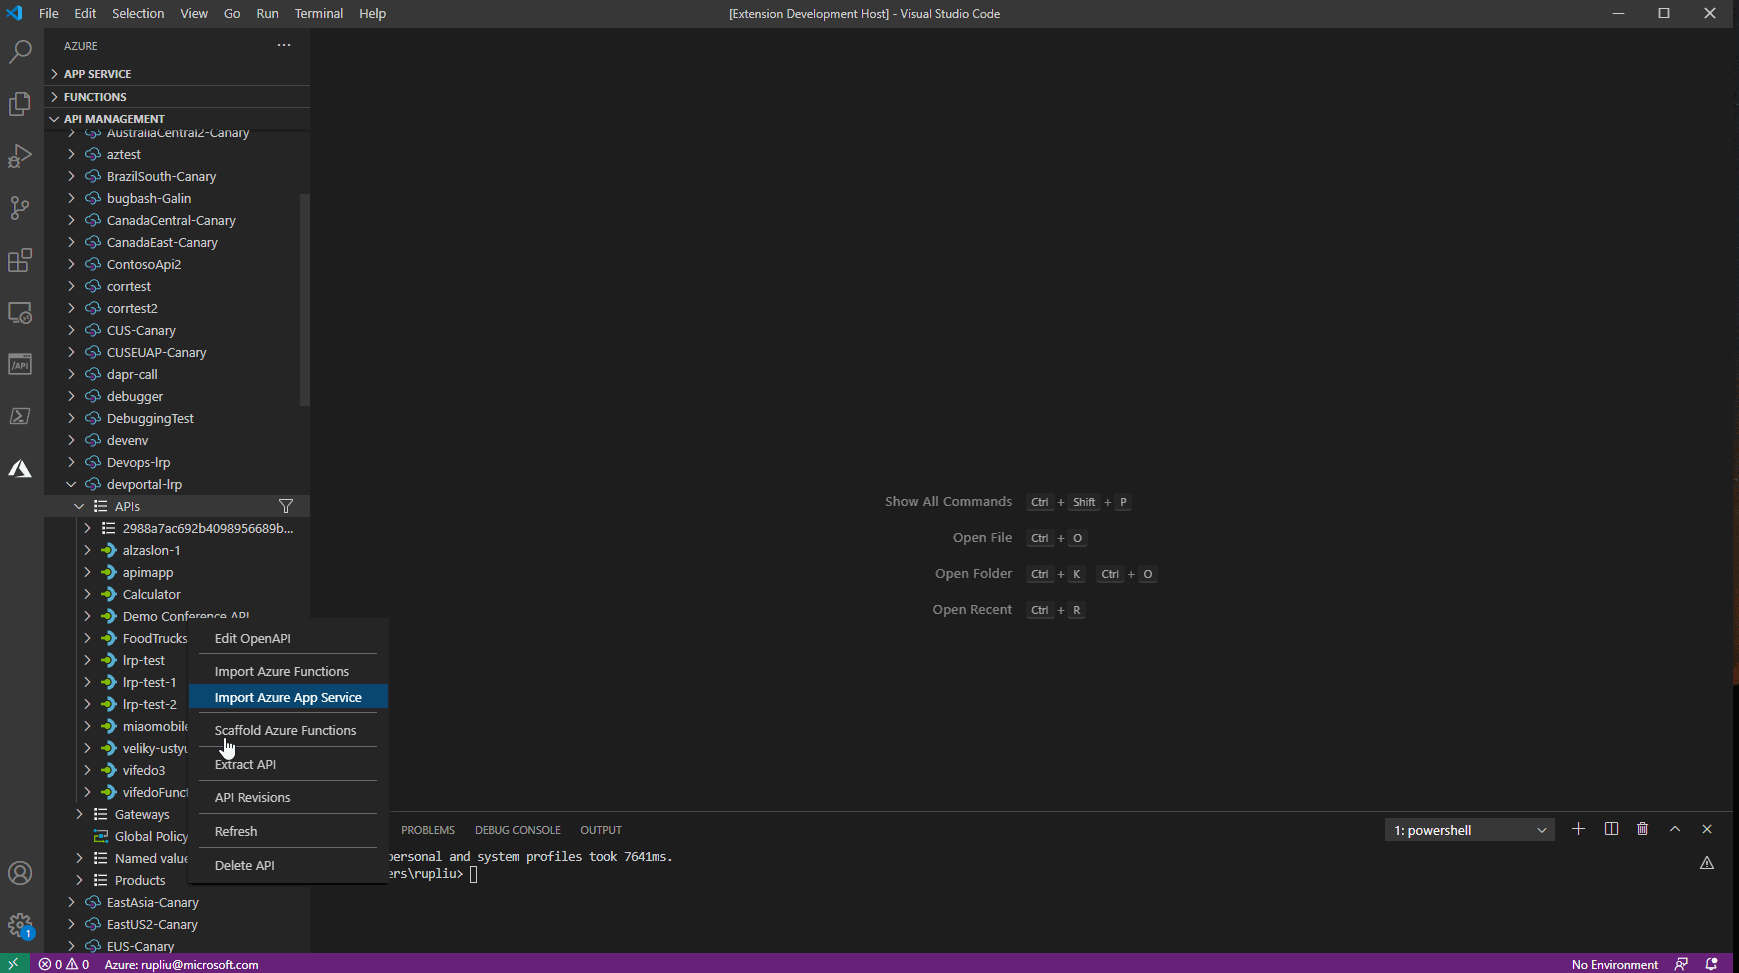 File Edit Selection View Go Run Terminal Help
[Extension Development Host] - Visual Studio Code
AZURE
APP SERVICE
FUNCTIONS
API MANAGEMENT
AustraliaCentral2-Canary
aztest
BrazilSouth-Canary
bugbash-Galin
CanadaCentral-Canary
CanadaEast-Canary
ContosoApi2
corrtest
corrtest2
CUS-Canary
CUSEUAP-Canary
dapr-call
debugger
DebuggingTest
devenv
Devops-lrp
devportal-lrp
APIs
2988a7ac692b4098956689b...
alzaslon-1
apimapp
Calculator
Demo Conference API
FoodTrucks
lrp-test
lrp-test-1
lrp-test-2
miaomobile
veliky-ustyu
vifedo3
vifedoFunct
Gateways
Global Policy
Named value
Products
EastAsia-Canary
EastUS2-Canary
EUS-Canary
/API
1
Edit OpenAPI
Import Azure Functions
Import Azure App Service
Scaffold Azure Functions
Extract API
API Revisions
Refresh
Delete API
Show All Commands Ctrl + Shift + P
Open File Ctrl + O
Open Folder Ctrl + K Ctrl + O
Open Recent Ctrl + R
PROBLEMS DEBUG CONSOLE OUTPUT
1: powershell
personal and system profiles took 7641ms.
ers\rupliu>
0 0 Azure: rupliu@microsoft.com
No Environment